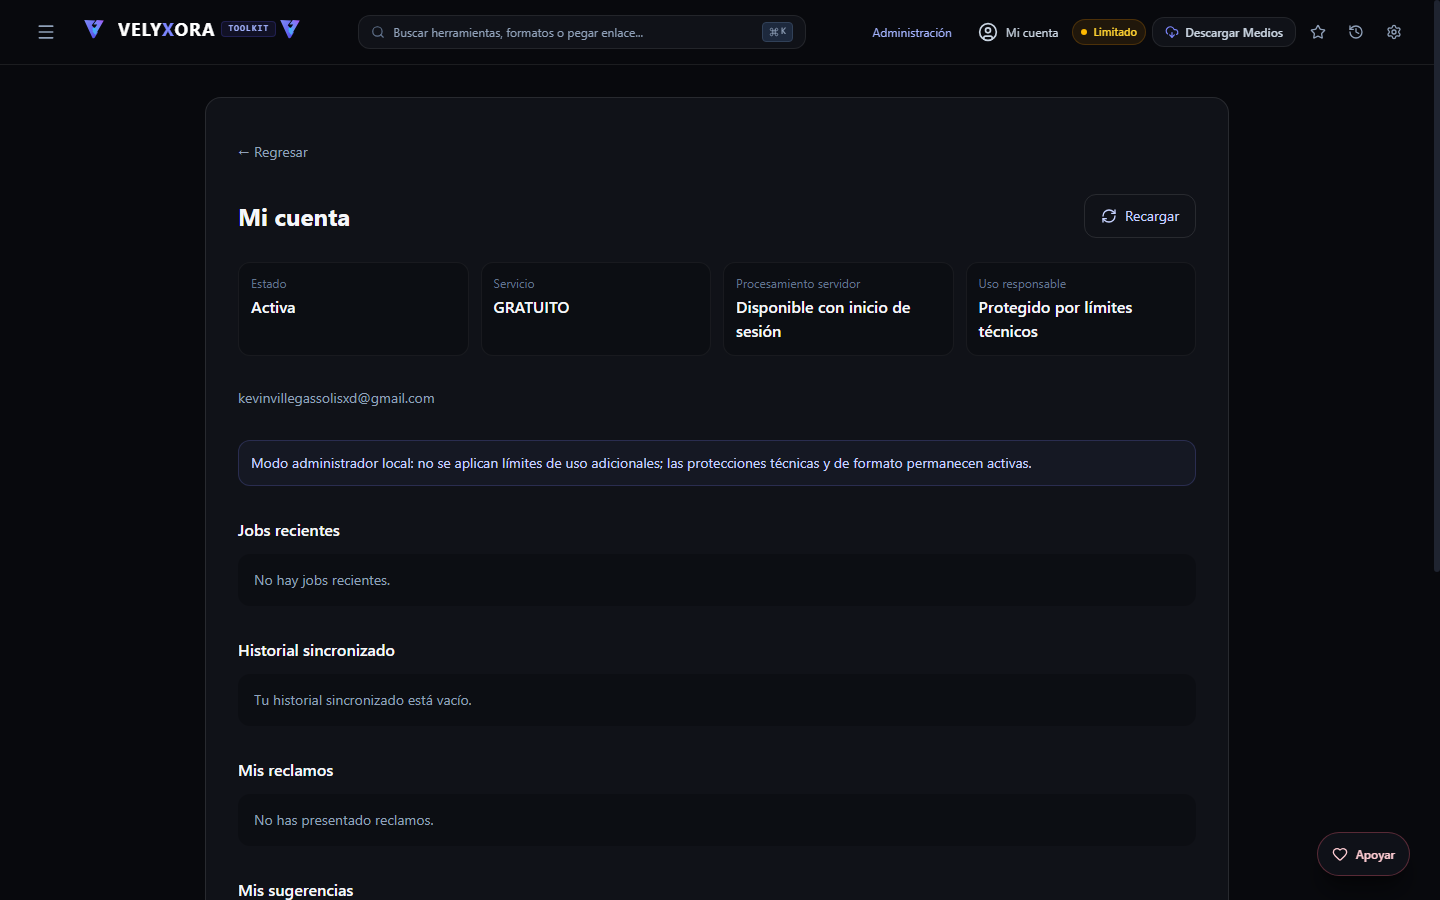 VELYXORA TOOLKIT
Buscar herramientas, formatos o pegar enlace...
⌘K
Administración
Mi cuenta
Limitado
Descargar Medios
← Regresar
Mi cuenta
Recargar
Estado
Activa
Servicio
GRATUITO
Procesamiento servidor
Disponible con inicio de
sesión
Uso responsable
Protegido por límites
técnicos
kevinvillegassolisxd@gmail.com
Modo administrador local: no se aplican límites de uso adicionales; las protecciones técnicas y de formato permanecen activas.
Jobs recientes
No hay jobs recientes.
Historial sincronizado
Tu historial sincronizado está vacío.
Mis reclamos
No has presentado reclamos.
Apoyar
Mis sugerencias